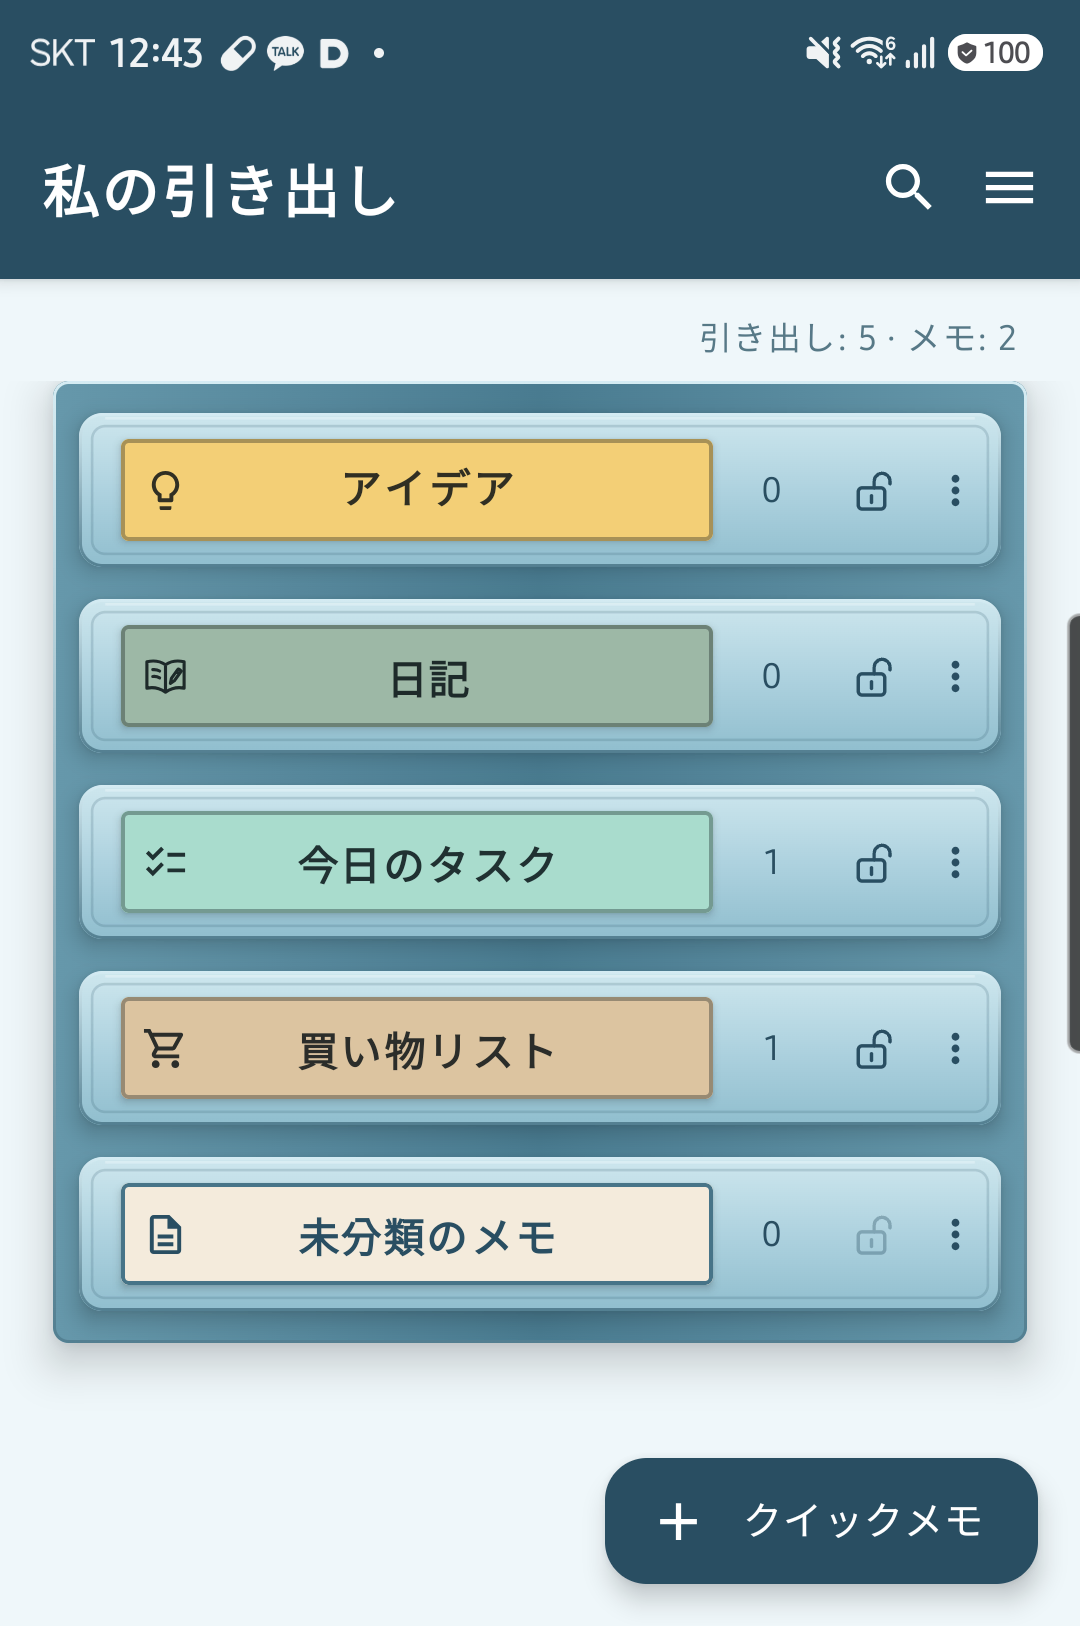 SKT 12:43 TALK D 6 100
私の引き出し
引き出し: 5 · メモ: 2
アイデア 0
日記 0
今日のタスク 1
買い物リスト 1
未分類のメモ 0
+ クイックメモ